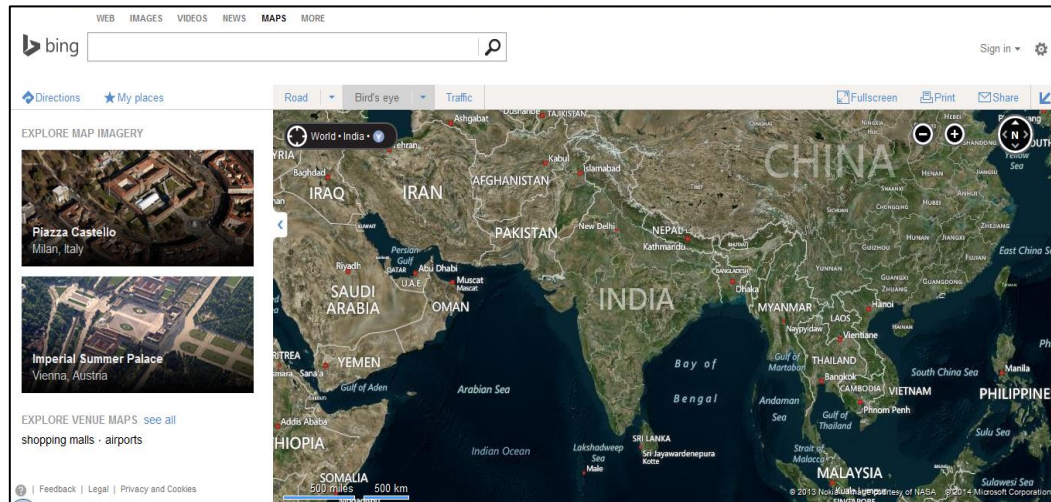 WEB IMAGES VIDEOS NEWS MAPS MORE
bing
Sign in
Directions My places
Road Bird's eye Traffic
Fullscreen Print Share
EXPLORE MAP IMAGERY
Piazza Castello
Milan, Italy
Imperial Summer Palace
Vienna, Austria
EXPLORE VENUE MAPS see all
shopping malls · airports
Feedback | Legal | Privacy and Cookies
World • India •
N
Ashgabat
TAJIKISTAN
Tehran
Baghdad
IRAQ
IRAN
Kabul
AFGHANISTAN
Islamabad
CHINA
HEBEI
SHANDONG
Yellow
Sea
HENAN
JIANGSU
SHAANXI
ANHUI
HUBEI
SICHUAN
CHONGQING
ZHEJIANG
KUWAIT
PAKISTAN
New Delhi
NEPAL
Kathmandu
BHUTAN
HUNAN
JIANGXI
GUIZHOU
East China Sea
FUJIAN
Persian
Gulf
Riyadh
QATAR
Abu Dhabi
U.A.E.
Muscat
Mascat
SAUDI
ARABIA
OMAN
INDIA
BANGLADESH
Dhaka
YUNNAN
GUANGXI
ZHUANG
GUANGDONG
MYANMAR
Hanoi
LAOS
Naypyidaw
Vientiane
HAINAN
YEMEN
Sana'a
Gulf of Aden
Arabian Sea
Bay of
Bengal
Gulf of
Martaban
THAILAND
Bangkok
CAMBODIA
VIETNAM
Phnom Penh
South China Sea
Manila
PHILIPPINE
Addis Ababa
Andaman
Sea
Gulf of
Thailand
Sulu Sea
Indian Ocean
Lakshadweep
Sea
Male
SRI LANKA
Sri Jayawardenepura
Kotte
Strait of
Malacca
MALAYSIA
SOMALIA
Sulawesi Sea
500 miles 500 km
© 2014 Microsoft Corporation